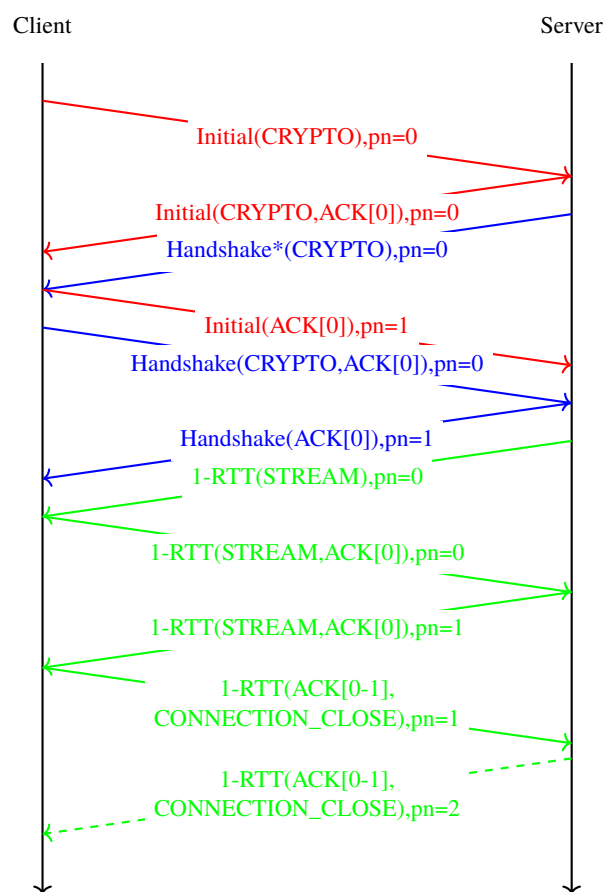 Client
Server
Initial(CRYPTO),pn=0
Initial(CRYPTO,ACK[0]),pn=0
Handshake*(CRYPTO),pn=0
Initial(ACK[0]),pn=1
Handshake(CRYPTO,ACK[0]),pn=0
Handshake(ACK[0]),pn=1
1-RTT(STREAM),pn=0
1-RTT(STREAM,ACK[0]),pn=0
1-RTT(STREAM,ACK[0]),pn=1
1-RTT(ACK[0-1],
CONNECTION_CLOSE),pn=1
1-RTT(ACK[0-1],
CONNECTION_CLOSE),pn=2